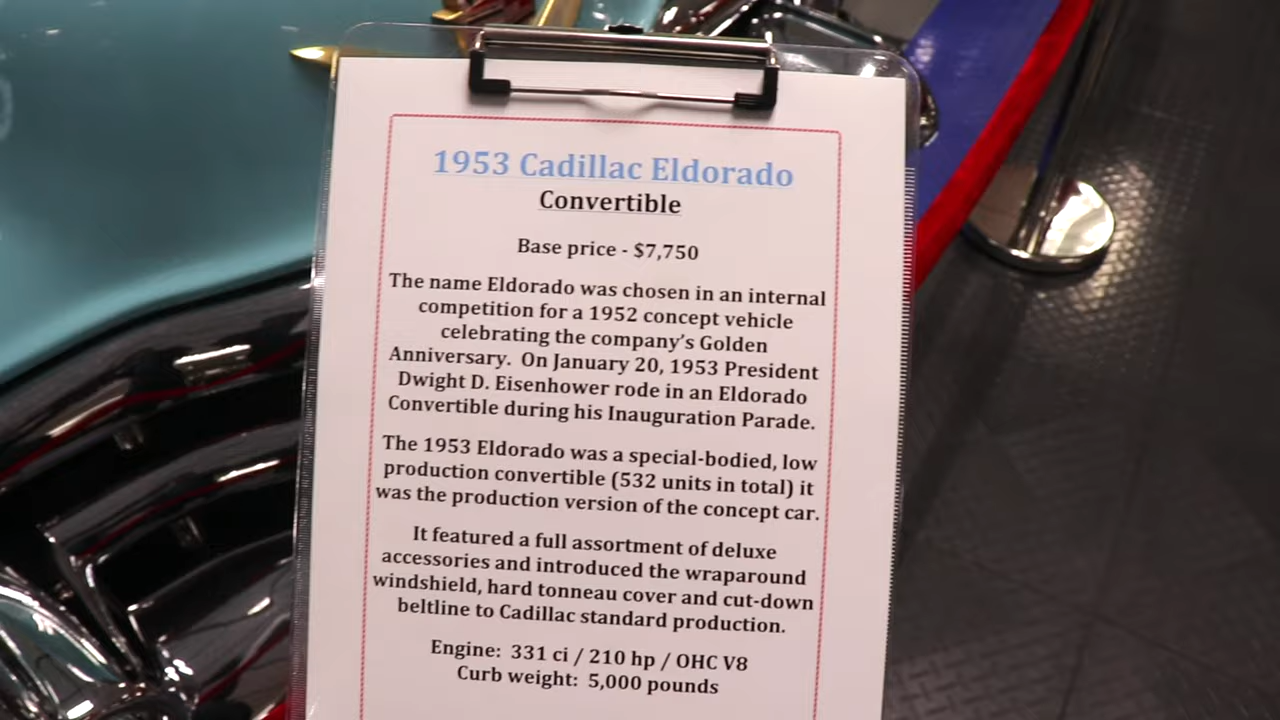 1953 Cadillac Eldorado
Convertible
Base price - $7,750
The name Eldorado was chosen in an internal
competition for a 1952 concept vehicle
celebrating the company's Golden
Anniversary. On January 20, 1953 President
Dwight D. Eisenhower rode in an Eldorado
Convertible during his Inauguration Parade.
The 1953 Eldorado was a special-bodied, low
production convertible (532 units in total) it
was the production version of the concept car.
It featured a full assortment of deluxe
accessories and introduced the wraparound
windshield, hard tonneau cover and cut-down
beltline to Cadillac standard production.
Engine: 331 ci / 210 hp / OHC V8
Curb weight: 5,000 pounds